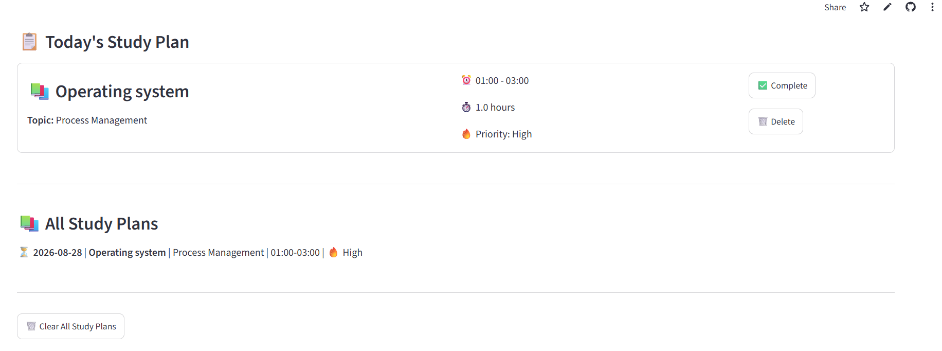 Share
Today's Study Plan
Operating system
Topic: Process Management
01:00 - 03:00
1.0 hours
Priority: High
Complete
Delete
All Study Plans
2026-08-28 | Operating system | Process Management | 01:00-03:00 | High
Clear All Study Plans